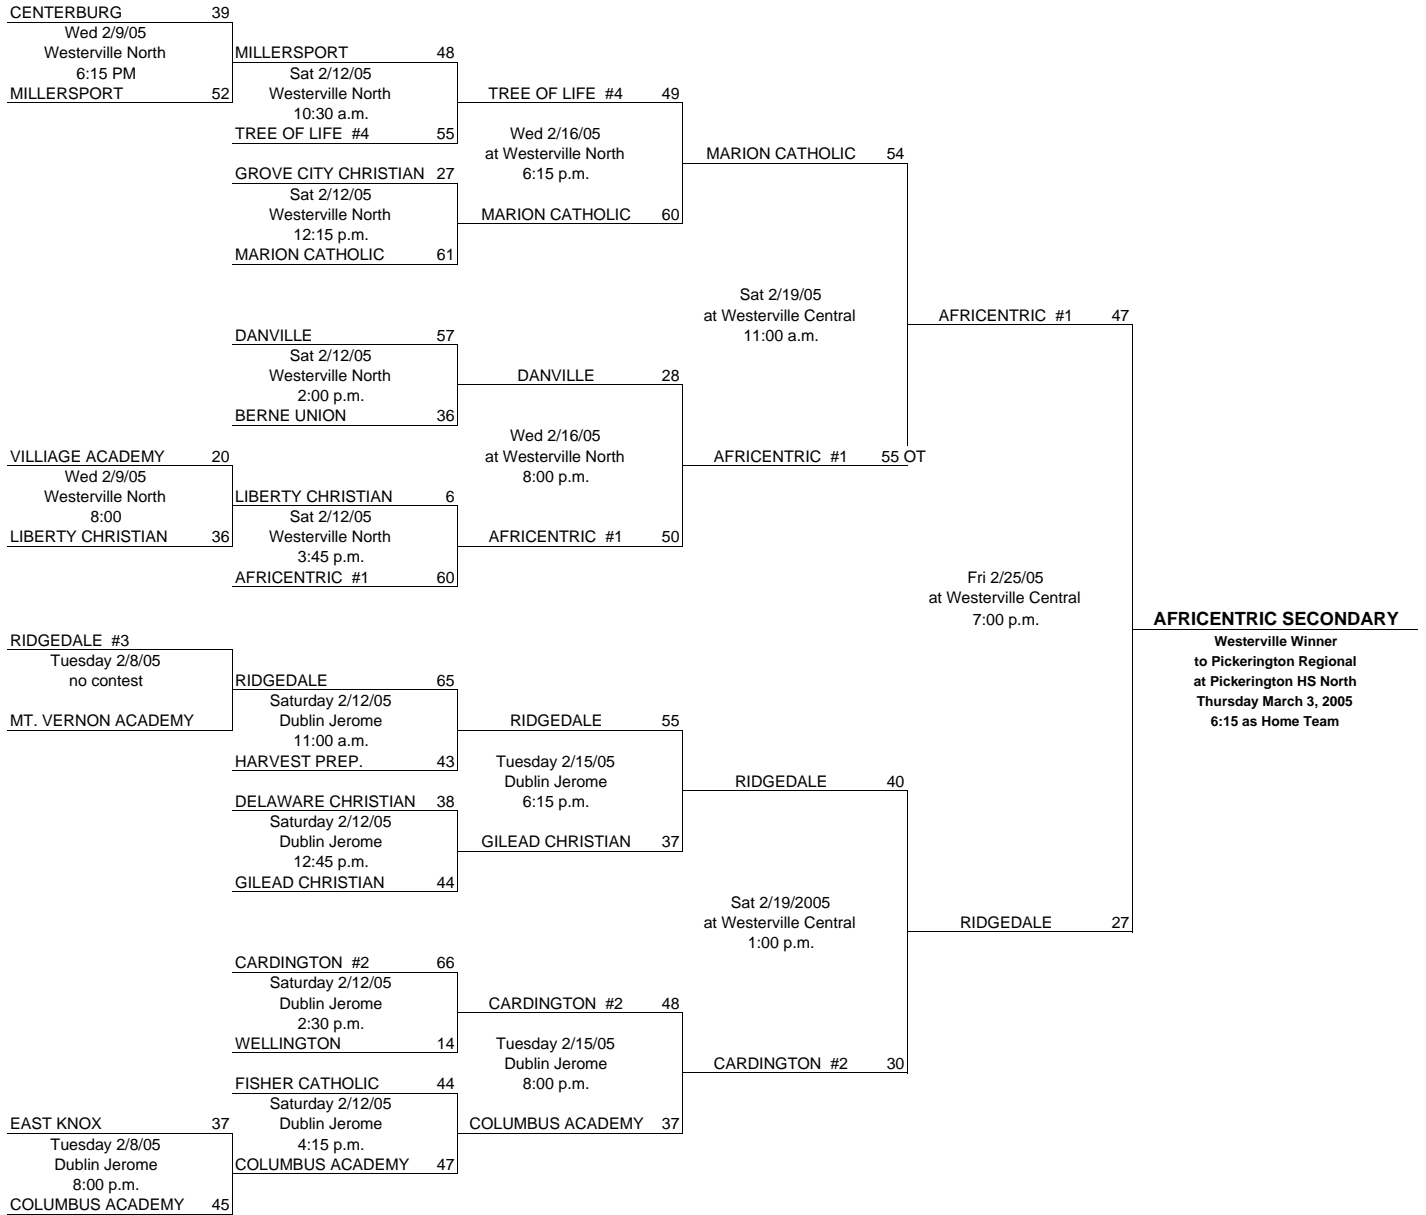 CENTERBURG 39
Wed 2/9/05
Westerville North
6:15 PM
MILLERSPORT 52
MILLERSPORT 48
Sat 2/12/05
Westerville North
10:30 a.m.
TREE OF LIFE #4 55
GROVE CITY CHRISTIAN 27
Sat 2/12/05
Westerville North
12:15 p.m.
MARION CATHOLIC 61
TREE OF LIFE #4 49
Wed 2/16/05
at Westerville North
6:15 p.m.
MARION CATHOLIC 60
DANVILLE 57
Sat 2/12/05
Westerville North
2:00 p.m.
BERNE UNION 36
VILLIAGE ACADEMY 20
Wed 2/9/05
Westerville North
8:00
LIBERTY CHRISTIAN 36
LIBERTY CHRISTIAN 6
Sat 2/12/05
Westerville North
3:45 p.m.
AFRICENTRIC #1 60
DANVILLE 28
Wed 2/16/05
at Westerville North
8:00 p.m.
AFRICENTRIC #1 50
MARION CATHOLIC 54
Sat 2/19/05
at Westerville Central
11:00 a.m.
AFRICENTRIC #1 55 OT
RIDGEDALE #3
Tuesday 2/8/05
no contest
MT. VERNON ACADEMY
RIDGEDALE 65
Saturday 2/12/05
Dublin Jerome
11:00 a.m.
HARVEST PREP. 43
DELAWARE CHRISTIAN 38
Saturday 2/12/05
Dublin Jerome
12:45 p.m.
GILEAD CHRISTIAN 44
RIDGEDALE 55
Tuesday 2/15/05
Dublin Jerome
6:15 p.m.
GILEAD CHRISTIAN 37
CARDINGTON #2 66
Saturday 2/12/05
Dublin Jerome
2:30 p.m.
WELLINGTON 14
EAST KNOX 37
Tuesday 2/8/05
Dublin Jerome
8:00 p.m.
COLUMBUS ACADEMY 45
FISHER CATHOLIC 44
Saturday 2/12/05
Dublin Jerome
4:15 p.m.
COLUMBUS ACADEMY 47
CARDINGTON #2 48
Tuesday 2/15/05
Dublin Jerome
8:00 p.m.
COLUMBUS ACADEMY 37
RIDGEDALE 40
Sat 2/19/2005
at Westerville Central
1:00 p.m.
CARDINGTON #2 30
AFRICENTRIC #1 47
Fri 2/25/05
at Westerville Central
7:00 p.m.
RIDGEDALE 27
AFRICENTRIC SECONDARY
Westerville Winner
to Pickerington Regional
at Pickerington HS North
Thursday March 3, 2005
6:15 as Home Team